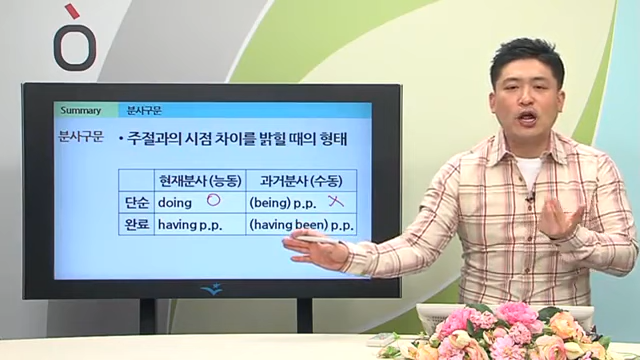 Summary 분사구문
분사구문 • 주절과의 시점 차이를 밝힐 때의 형태
현재분사 (능동) 과거분사 (수동)
단순 doing O (being) p.p. X
완료 having p.p. (having been) p.p.